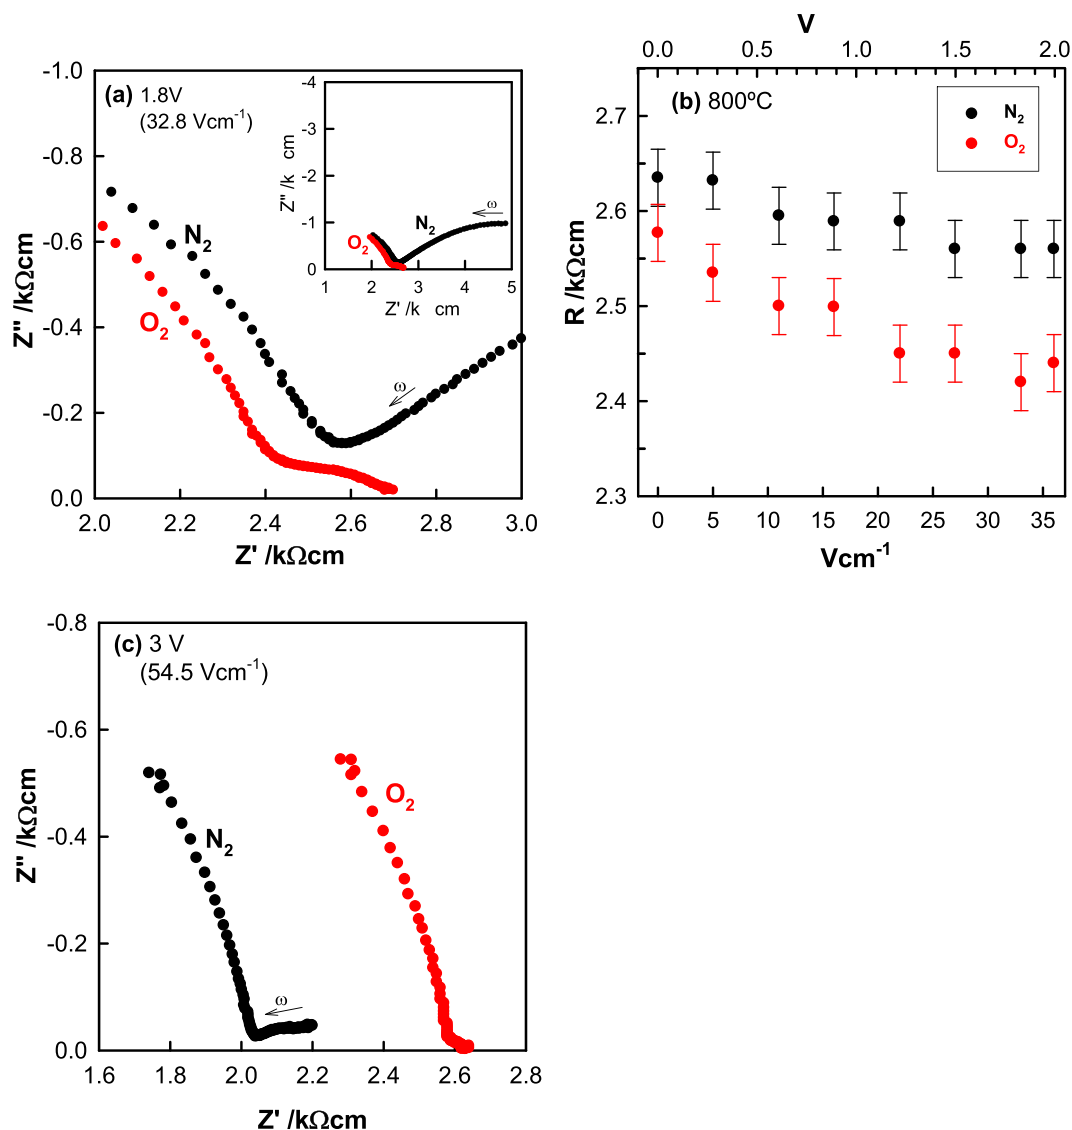 (a) 1.8V
(32.8 Vcm⁻¹)
-1.0
-0.8
-0.6
-0.4
-0.2
0.0
Z'' /kΩcm
2.0 2.2 2.4 2.6 2.8 3.0
Z' /kΩcm
N₂
O₂
ω
-4
-3
-2
-1
0
Z'' /k cm
1 2 3 4 5
Z' /k cm
N₂
O₂
ω
V
0.0 0.5 1.0 1.5 2.0
(b) 800ºC
N₂
O₂
2.7
2.6
2.5
2.4
2.3
R /kΩcm
0 5 10 15 20 25 30 35
Vcm⁻¹
(c) 3 V
(54.5 Vcm⁻¹)
-0.8
-0.6
-0.4
-0.2
0.0
Z'' /kΩcm
N₂
O₂
ω
1.6 1.8 2.0 2.2 2.4 2.6 2.8
Z' /kΩcm